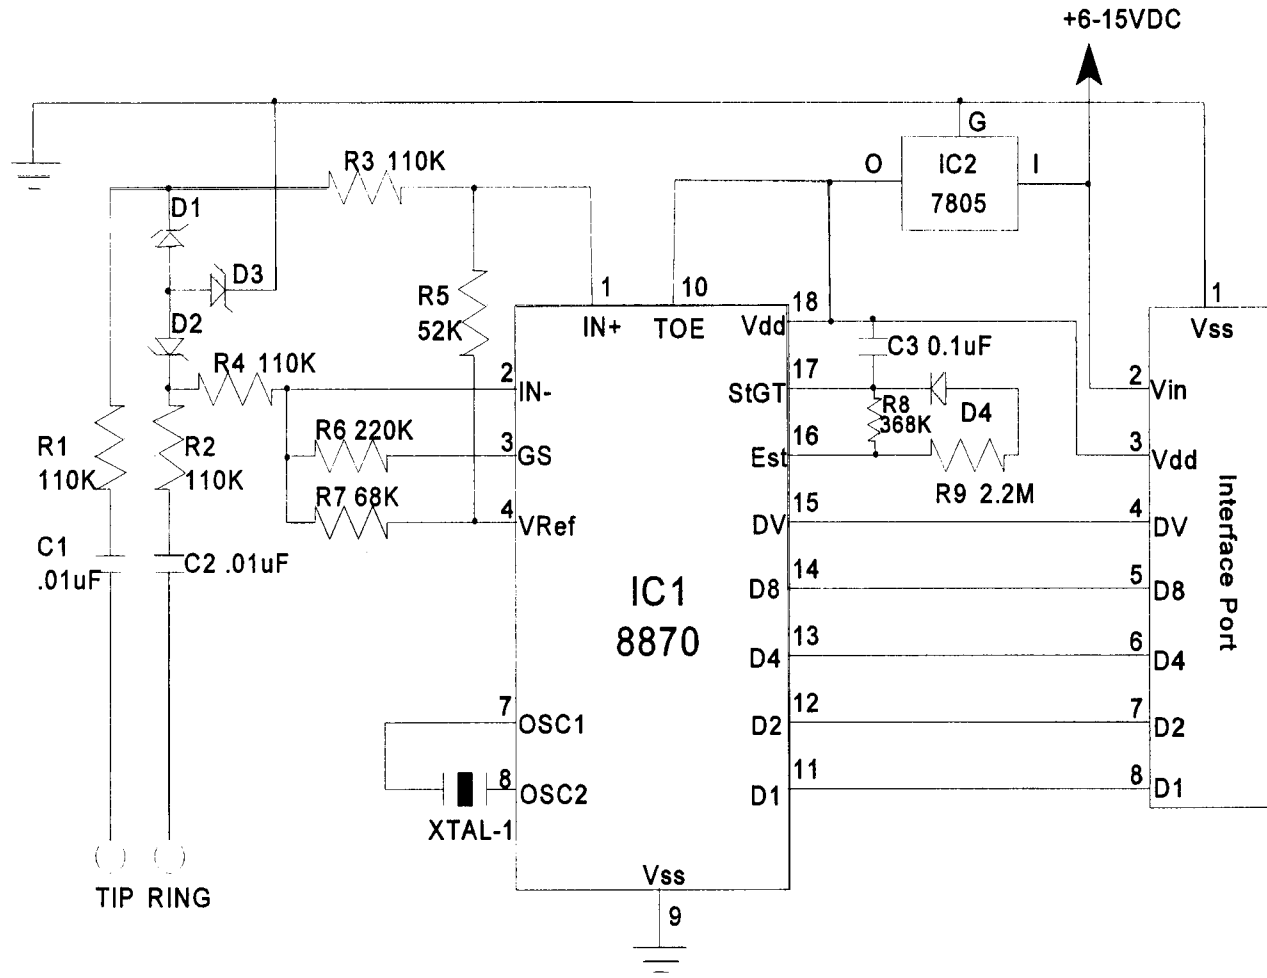 +6-15VDC
G
O
IC2
7805
I
R3 110K
D1
D3
D2
R4 110K
R5
52K
1
10
IN+
TOE
Vdd
18
C3 0.1uF
1
Vss
2
IN-
17
StGT
R8
368K
D4
2
Vin
R1
110K
R2
110K
R6 220K
3
GS
16
Est
R9 2.2M
3
Vdd
R7 68K
4
VRef
15
DV
4
DV
C1
.01uF
C2 .01uF
IC1
8870
14
D8
5
D8
Interface Port
13
D4
6
D4
7
OSC1
12
D2
7
D2
8
OSC2
XTAL-1
11
D1
8
D1
TIP RING
Vss
9